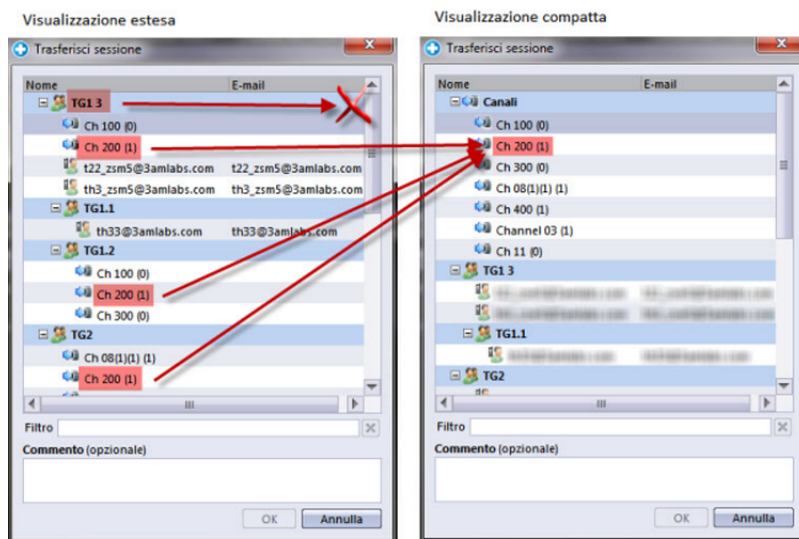 Visualizzazione estesa
Trasferisci sessione
Nome E-mail
TG1 3
Ch 100 (0)
Ch 200 (1)
t22_zsm5@3amlabs.com t22_zsm5@3amlabs.com
th3_zsm5@3amlabs.com th3_zsm5@3amlabs.com
TG1.1
th33@3amlabs.com th33@3amlabs.com
TG1.2
Ch 100 (0)
Ch 200 (1)
Ch 300 (0)
TG2
Ch 08(1)(1) (1)
Ch 200 (1)
Filtro
Commento (opzionale)
OK Annulla
Visualizzazione compatta
Trasferisci sessione
Nome E-mail
Canali
Ch 100 (0)
Ch 200 (1)
Ch 300 (0)
Ch 08(1)(1) (1)
Ch 400 (1)
Channel 03 (1)
Ch 11 (0)
TG1 3
TG1.1
TG2
Filtro
Commento (opzionale)
OK Annulla